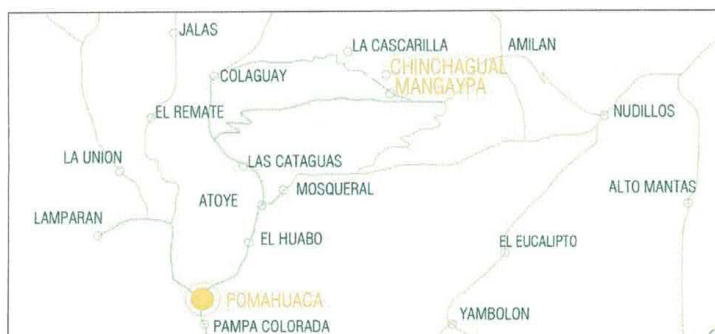 JALAS
LA CASCARILLA
AMILAN
COLAGUAY
CHINCHAGUAL
MANGAYPA
EL REMATE
NUDILLOS
LA UNION
LAS CATAGUAS
MOSQUERAL
ALTO MANTAS
ATOYE
LAMPARAN
EL HUABO
EL EUCALIPTO
POMAHUACA
YAMBOLON
PAMPA COLORADA